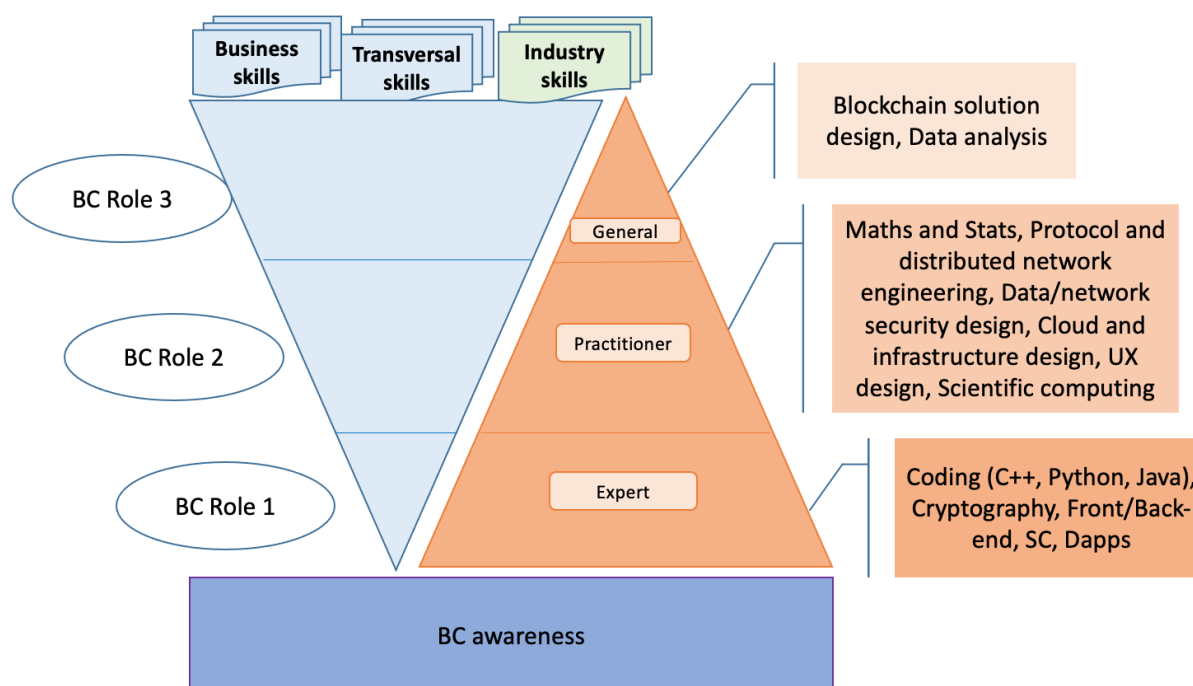 Business
skills
Transversal
skills
Industry
skills
Blockchain solution
design, Data analysis
BC Role 3
General
Maths and Stats, Protocol and
distributed network
engineering, Data/network
security design, Cloud and
infrastructure design, UX
design, Scientific computing
BC Role 2
Practitioner
BC Role 1
Expert
Coding (C++, Python, Java),
Cryptography, Front/Back-
end, SC, Dapps
BC awareness